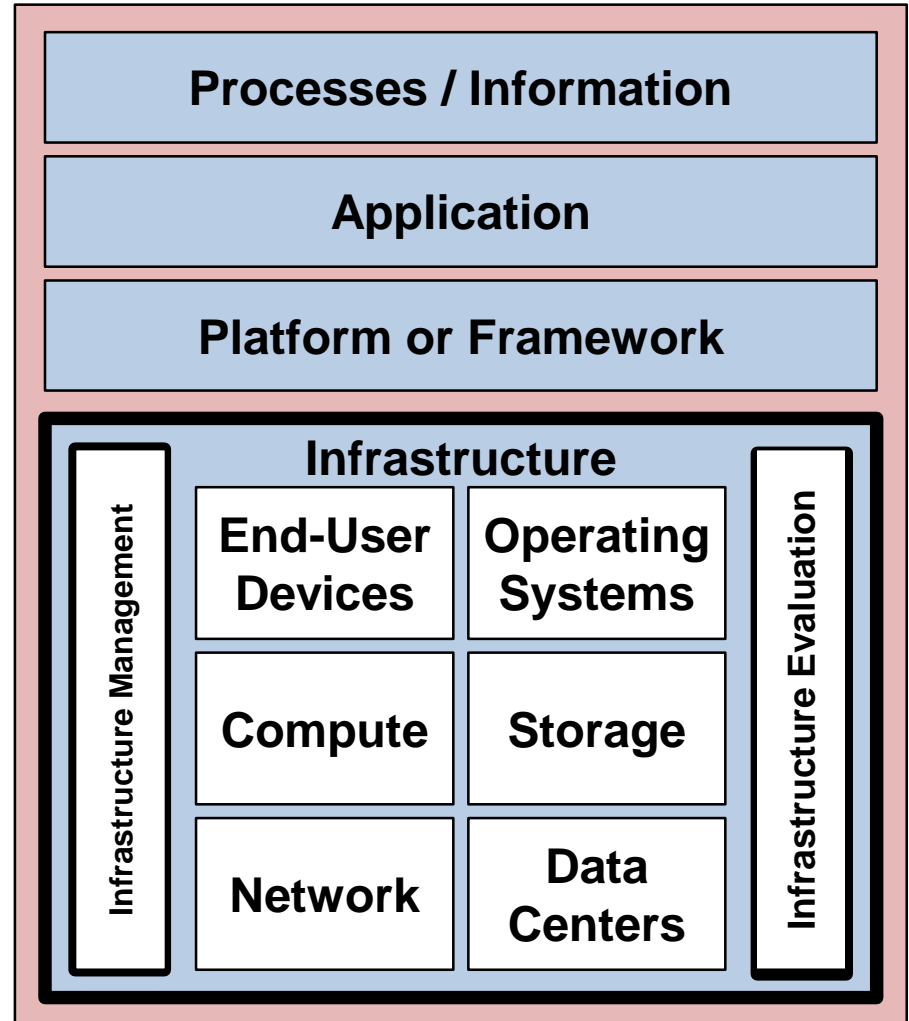 Processes / Information
Application
Platform or Framework
Infrastructure
Infrastructure Management
End-User
Devices
Operating
Systems
Compute
Storage
Network
Data
Centers
Infrastructure Evaluation